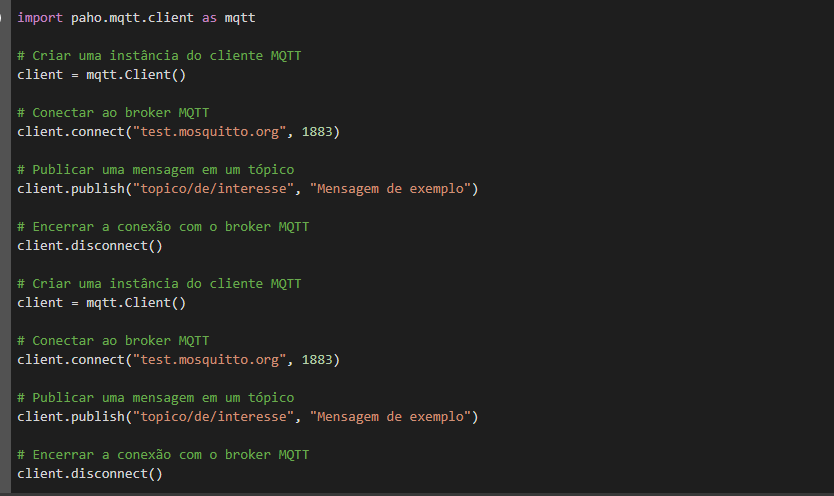 import paho.mqtt.client as mqtt
# Criar uma instância do cliente MQTT
client = mqtt.Client()
# Conectar ao broker MQTT
client.connect("test.mosquitto.org", 1883)
# Publicar uma mensagem em um tópico
client.publish("topico/de/interesse", "Mensagem de exemplo")
# Encerrar a conexão com o broker MQTT
client.disconnect()
# Criar uma instância do cliente MQTT
client = mqtt.Client()
# Conectar ao broker MQTT
client.connect("test.mosquitto.org", 1883)
# Publicar uma mensagem em um tópico
client.publish("topico/de/interesse", "Mensagem de exemplo")
# Encerrar a conexão com o broker MQTT
client.disconnect()